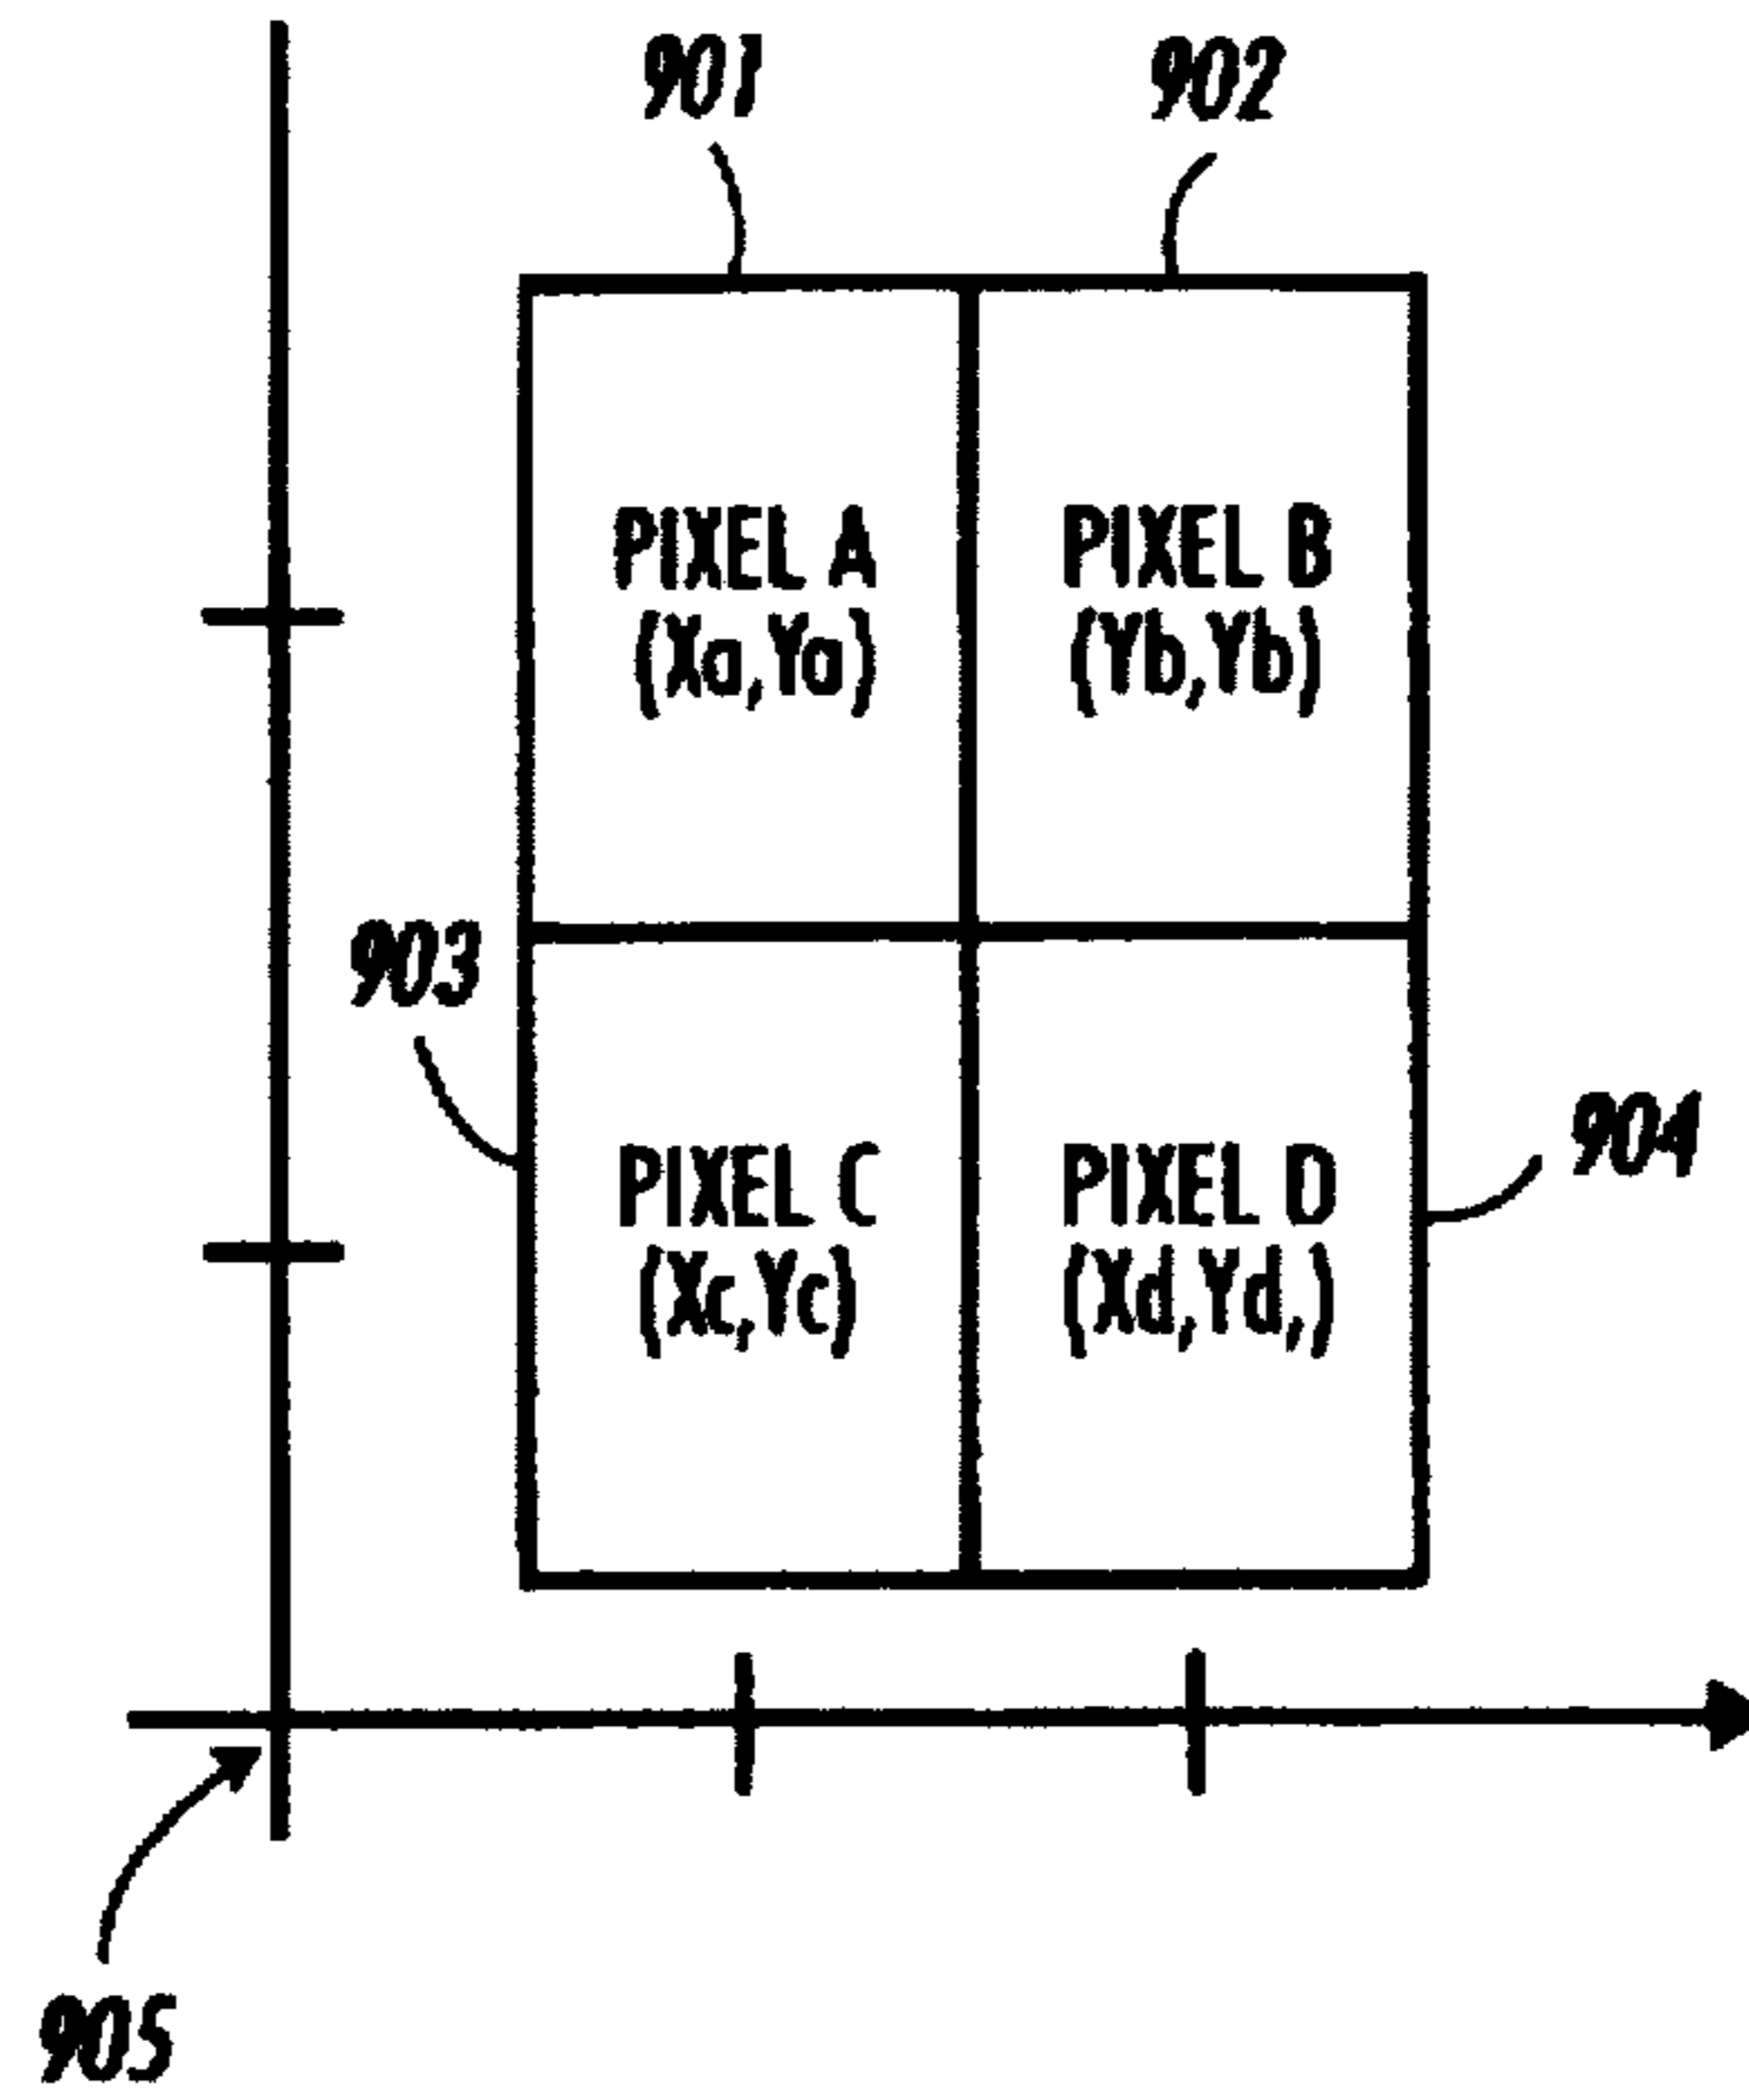 901
902
PIXEL A
(Xa,Ya)
PIXEL B
(Yb,Yb)
903
904
PIXEL C
(Xc,Yc)
PIXEL D
(Xd,Yd,)
905